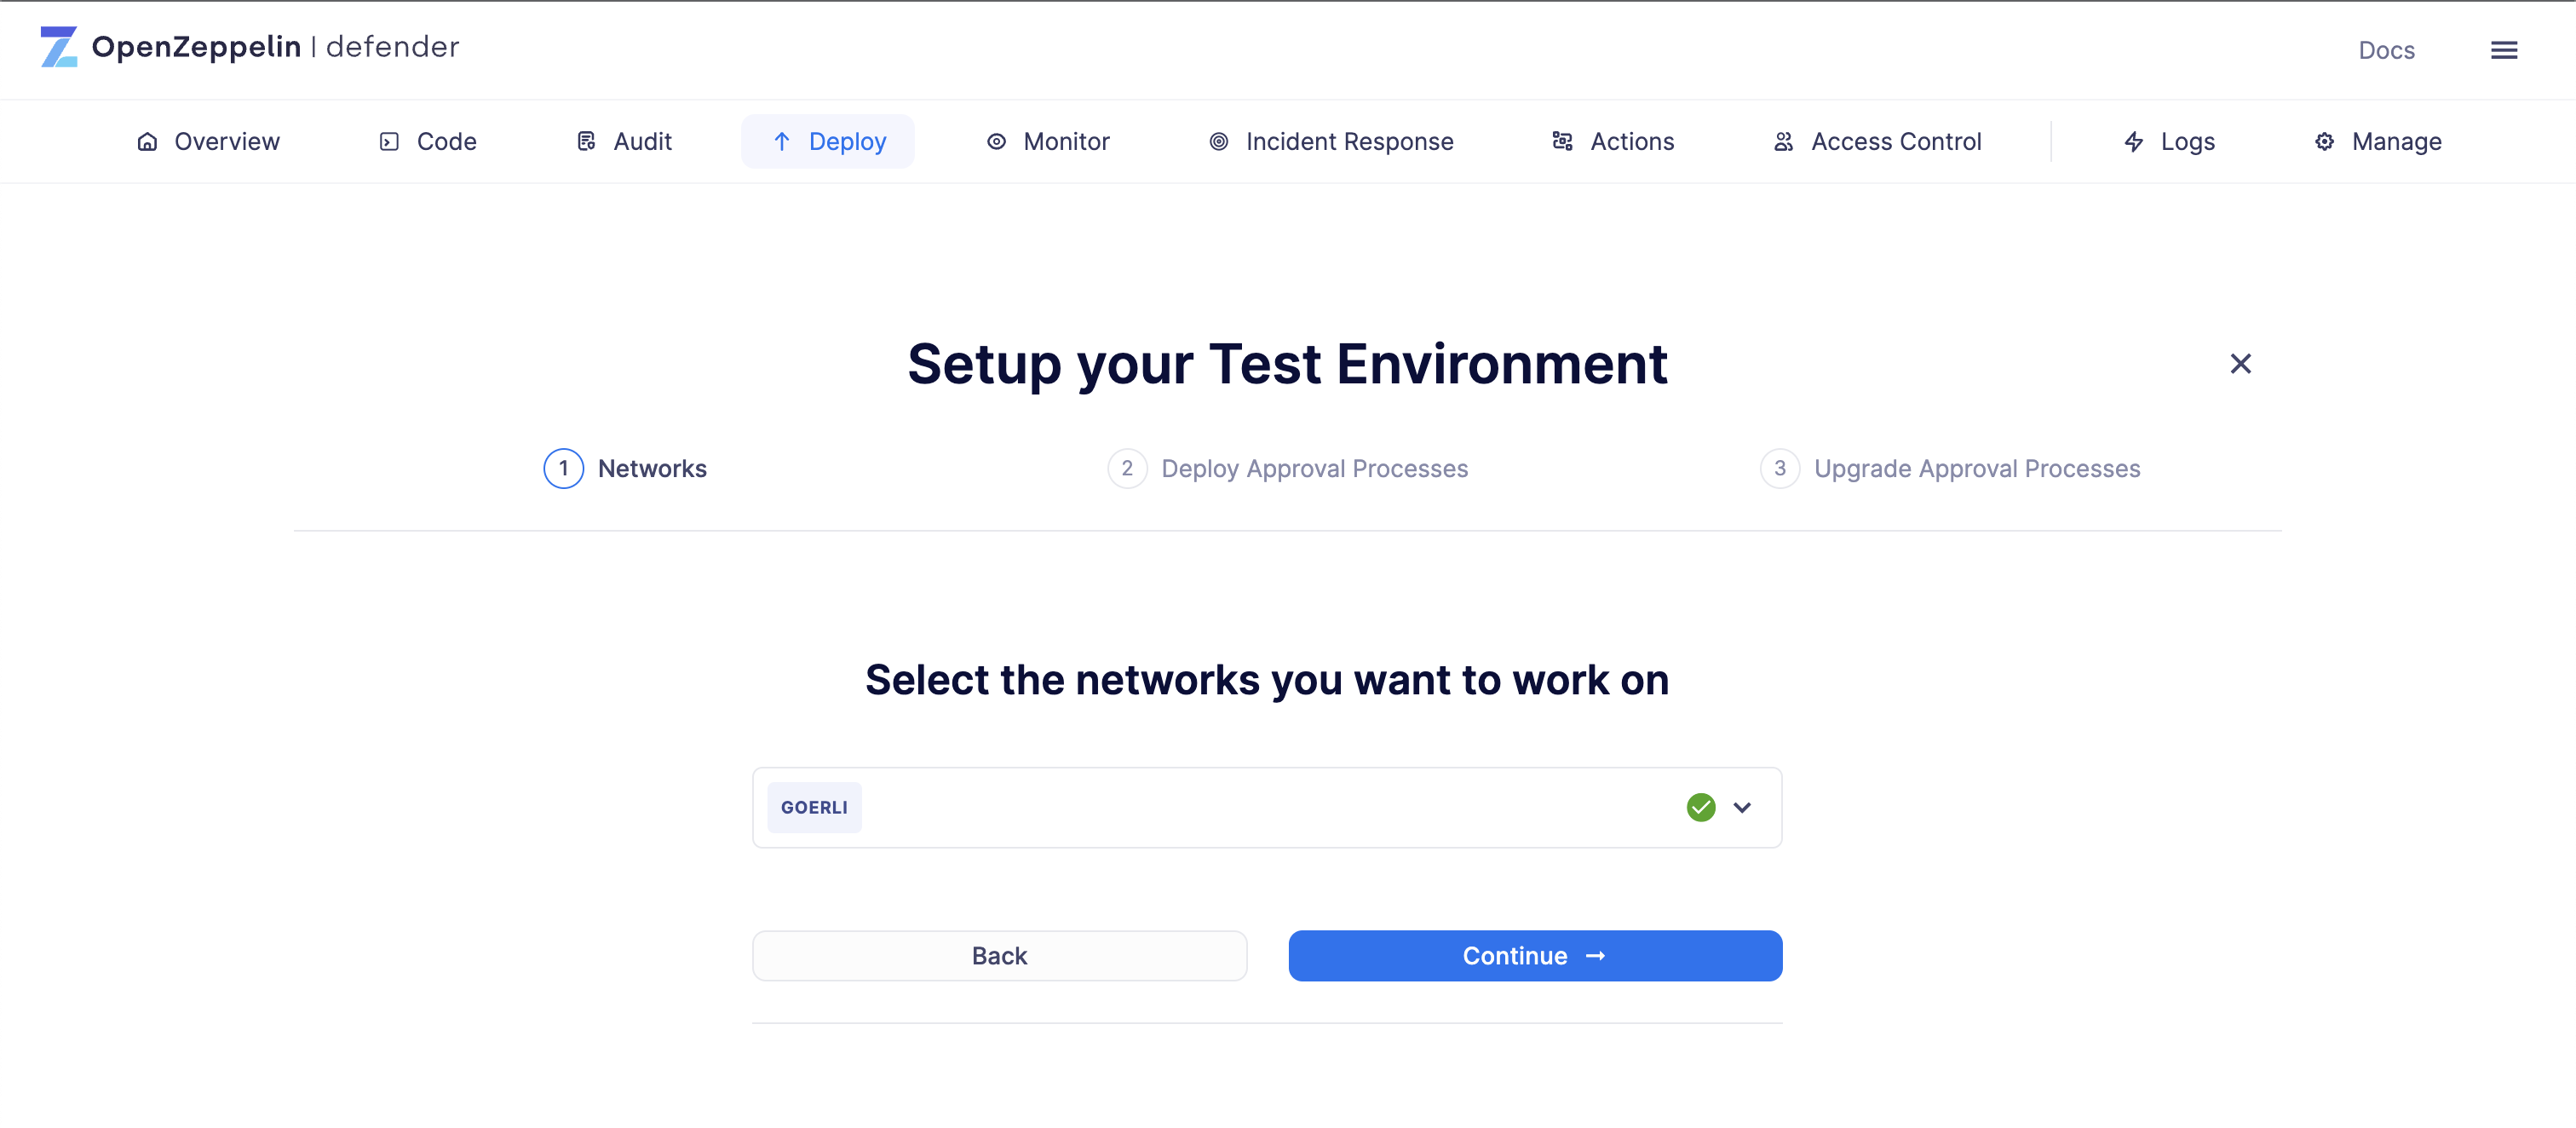 OpenZeppelin | defender
Docs
Overview
Code
Audit
Deploy
Monitor
Incident Response
Actions
Access Control
Logs
Manage
Setup your Test Environment
1 Networks
2 Deploy Approval Processes
3 Upgrade Approval Processes
Select the networks you want to work on
GOERLI
Back
Continue →